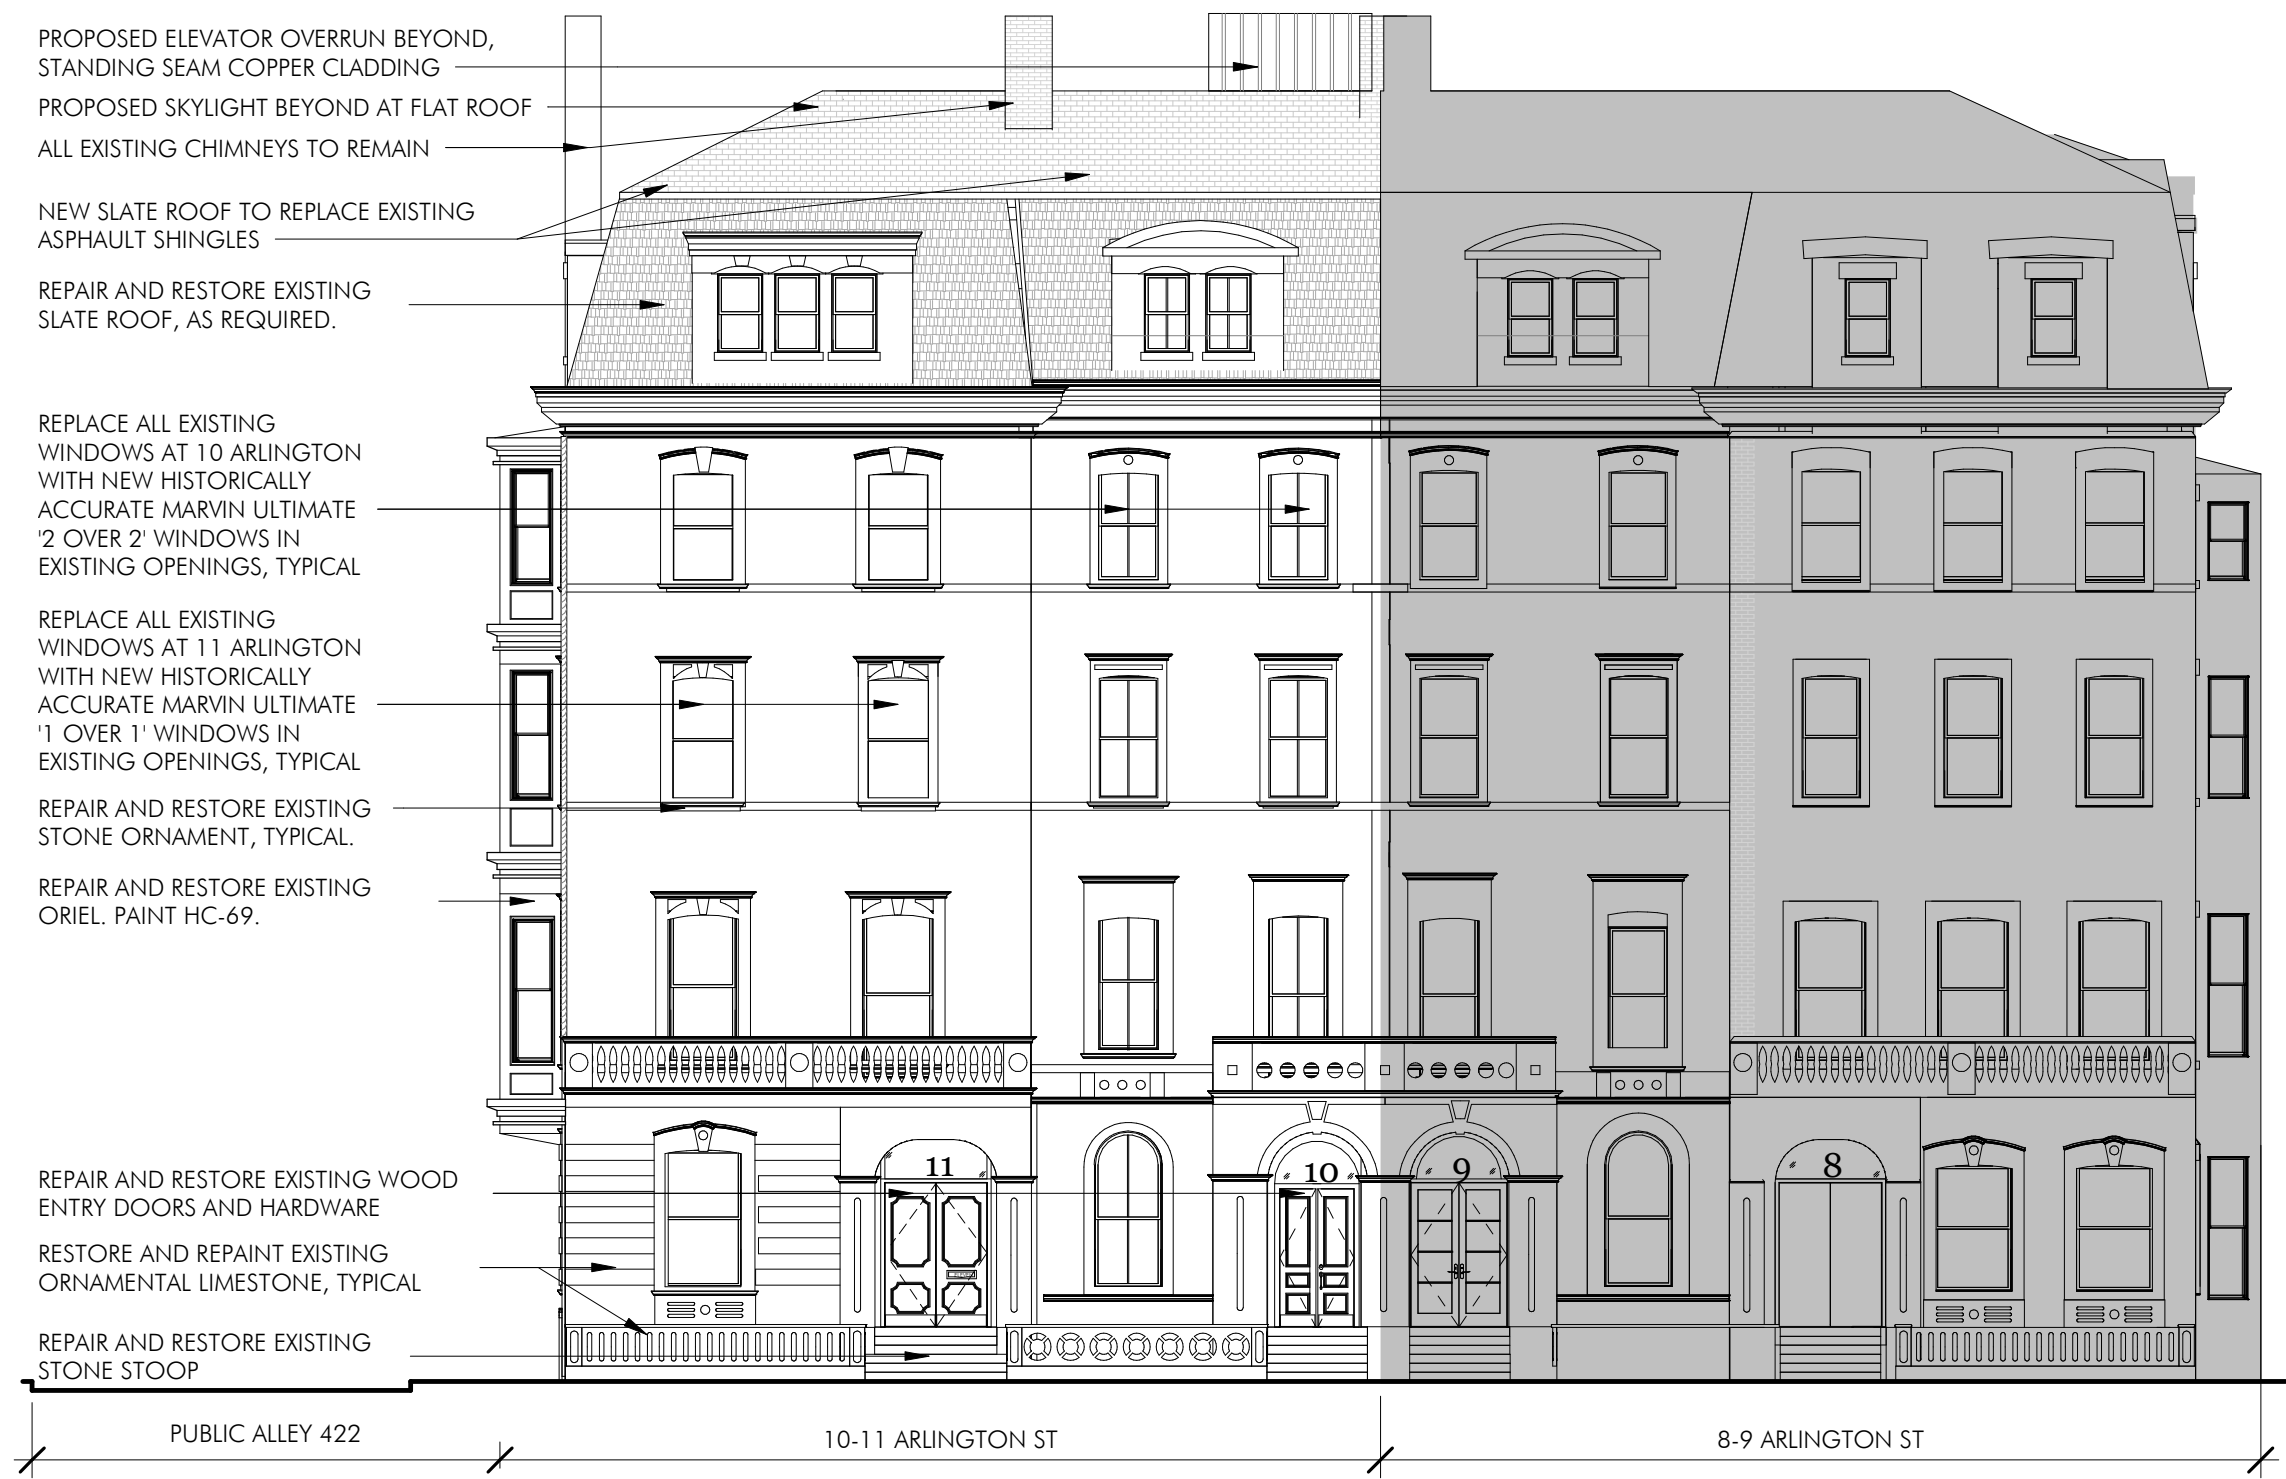 PROPOSED ELEVATOR OVERRUN BEYOND,
STANDING SEAM COPPER CLADDING
PROPOSED SKYLIGHT BEYOND AT FLAT ROOF
ALL EXISTING CHIMNEYS TO REMAIN
NEW SLATE ROOF TO REPLACE EXISTING
ASPHAULT SHINGLES
REPAIR AND RESTORE EXISTING
SLATE ROOF, AS REQUIRED.
REPLACE ALL EXISTING
WINDOWS AT 10 ARLINGTON
WITH NEW HISTORICALLY
ACCURATE MARVIN ULTIMATE
'2 OVER 2' WINDOWS IN
EXISTING OPENINGS, TYPICAL
REPLACE ALL EXISTING
WINDOWS AT 11 ARLINGTON
WITH NEW HISTORICALLY
ACCURATE MARVIN ULTIMATE
'1 OVER 1' WINDOWS IN
EXISTING OPENINGS, TYPICAL
REPAIR AND RESTORE EXISTING
STONE ORNAMENT, TYPICAL.
REPAIR AND RESTORE EXISTING
ORIEL. PAINT HC-69.
REPAIR AND RESTORE EXISTING WOOD
ENTRY DOORS AND HARDWARE
RESTORE AND REPAINT EXISTING
ORNAMENTAL LIMESTONE, TYPICAL
REPAIR AND RESTORE EXISTING
STONE STOOP
11
10
9
8
PUBLIC ALLEY 422
10-11 ARLINGTON ST
8-9 ARLINGTON ST